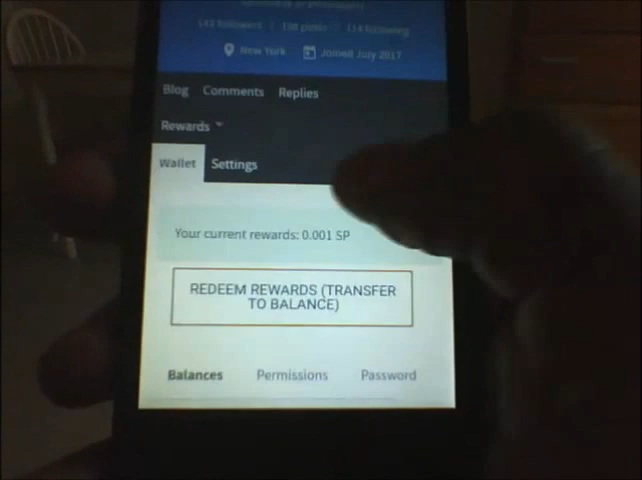 143 followers 198 posts 114 following
New York Joined July 2017
Blog Comments Replies
Rewards
Wallet Settings
Your current rewards: 0.001 SP
REDEEM REWARDS (TRANSFER
TO BALANCE)
Balances Permissions Password